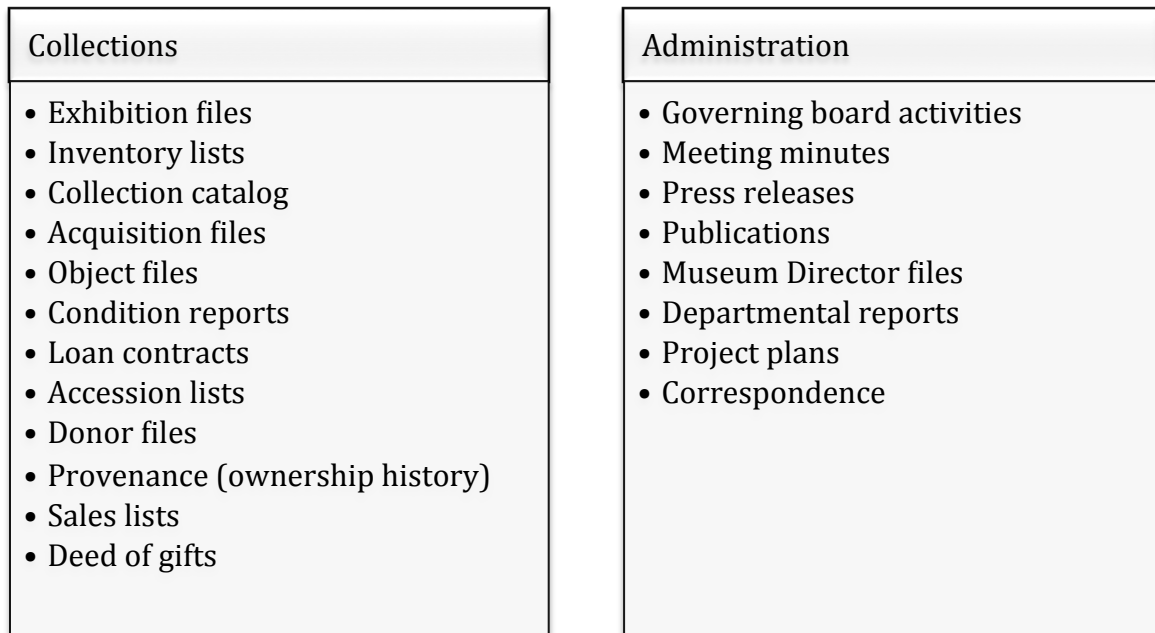 Collections
• Exhibition files
• Inventory lists
• Collection catalog
• Acquisition files
• Object files
• Condition reports
• Loan contracts
• Accession lists
• Donor files
• Provenance (ownership history)
• Sales lists
• Deed of gifts
Administration
• Governing board activities
• Meeting minutes
• Press releases
• Publications
• Museum Director files
• Departmental reports
• Project plans
• Correspondence